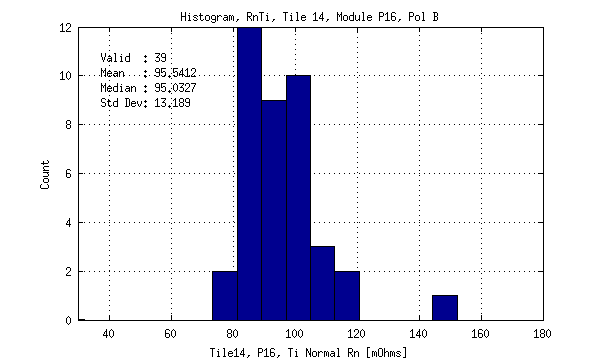 Histogram, RnTi, Tile 14, Module P16, Pol B
12
Valid : 39
Mean : 95.5412
10
Median : 95.0327
Std Dev: 13.189
8
6
4
2
0
Count
40 60 80 100 120 140 160 180
Tile14, P16, Ti Normal Rn [mOhms]